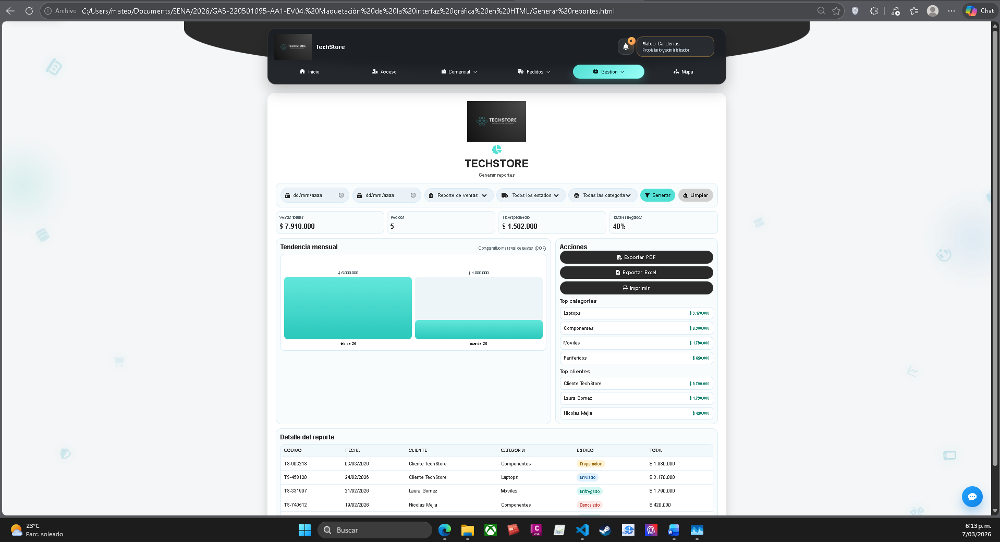 Archivo C:/Users/mateo/Documents/SENA/2026/GA5-220501095-AA1-EV04.%20Maquetación%20de%20la%20interfaz%20gráfica%20en%20HTML/Generar%20reportes.html
Chat
TECHSTORE
TechStore
8
Mateo Cardenas
Propietario y administrador
Inicio
Acceso
Comercial
Pedidos
Gestion
Mapa
TECHSTORE
TECHSTORE
Generar reportes
dd/mm/aaaa
dd/mm/aaaa
Reporte de ventas
Todos los estados
Todas las categoria
Generar
Limpiar
Ventas totales
$ 7.910.000
Pedidos
5
Ticket promedio
$ 1.582.000
Tasa entregados
40%
Tendencia mensual
Comparativo mensual de ventas (COP)
$ 6.030.000
$ 1.880.000
feb de 26
mar de 26
Acciones
Exportar PDF
Exportar Excel
Imprimir
Top categorias
Laptops $ 3.170.000
Componentes $ 2.300.000
Moviles $ 1.790.000
Perifericos $ 650.000
Top clientes
Cliente TechStore $ 5.700.000
Laura Gomez $ 1.790.000
Nicolas Mejia $ 420.000
Detalle del reporte
CODIGO FECHA CLIENTE CATEGORIA ESTADO TOTAL
TS-903218 03/03/2026 Cliente TechStore Componentes Preparacion $ 1.880.000
TS-458120 24/02/2026 Cliente TechStore Laptops Enviado $ 3.170.000
TS-331907 21/02/2026 Laura Gomez Moviles Entregado $ 1.790.000
TS-740512 19/02/2026 Nicolas Mejia Componentes Cancelado $ 420.000
23°C
Parc. soleado
Buscar
6:13 p.m.
7/03/2026